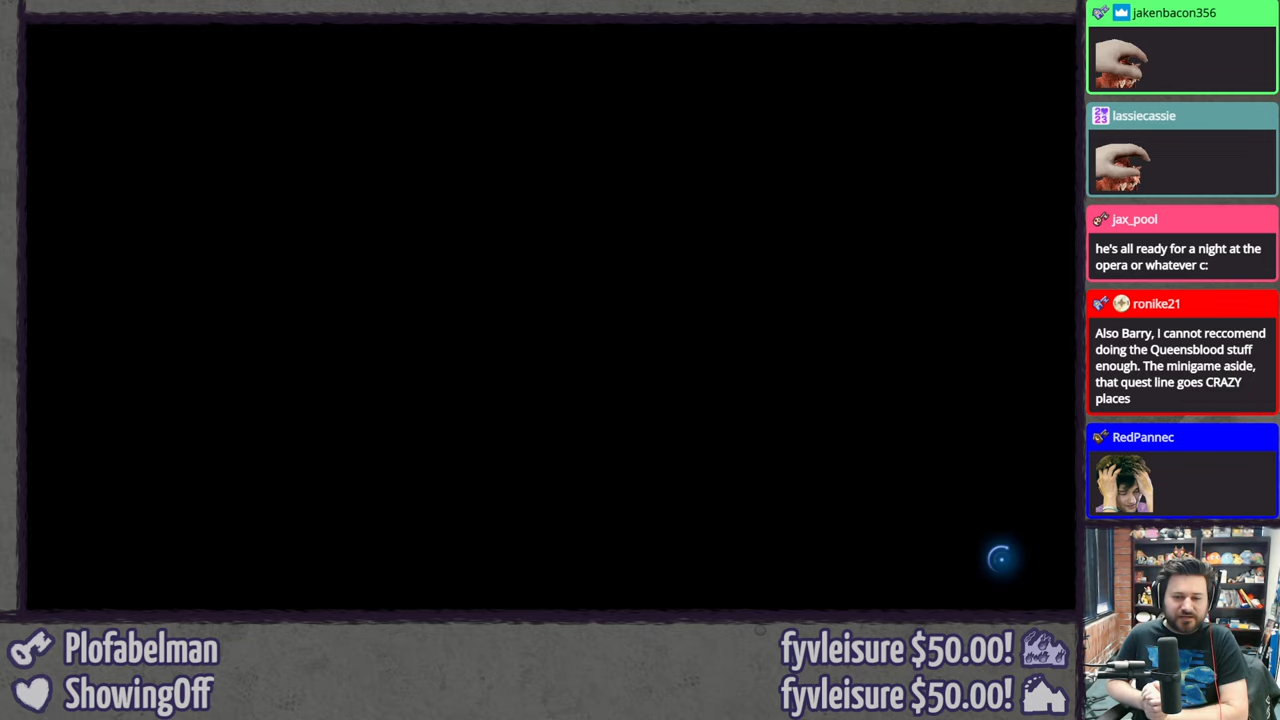 jakenbacon356
lassiecassie
jax_pool
he's all ready for a night at the
opera or whatever c:
ronike21
Also Barry, I cannot reccomend
doing the Queensblood stuff
enough. The minigame aside,
that quest line goes CRAZY
places
RedPannec
Plofabelman
fyvleisure $50.00!
ShowingOff
fyvleisure $50.00!